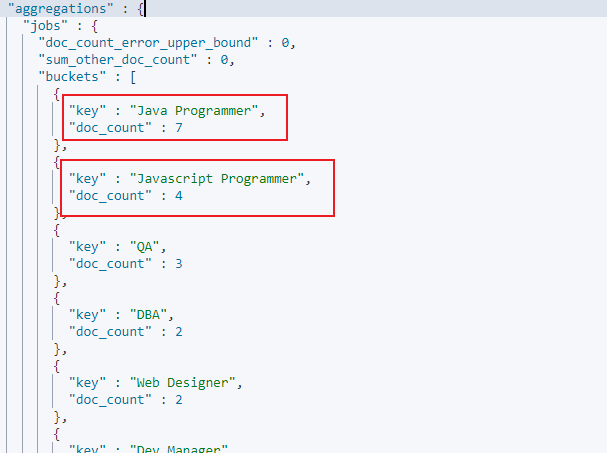 "aggregations" : {
"jobs" : {
"doc_count_error_upper_bound" : 0,
"sum_other_doc_count" : 0,
"buckets" : [
{
"key" : "Java Programmer",
"doc_count" : 7
},
{
"key" : "Javascript Programmer",
"doc_count" : 4
},
{
"key" : "QA",
"doc_count" : 3
},
{
"key" : "DBA",
"doc_count" : 2
},
{
"key" : "Web Designer",
"doc_count" : 2
},
{
"key" : "Dev Manager"